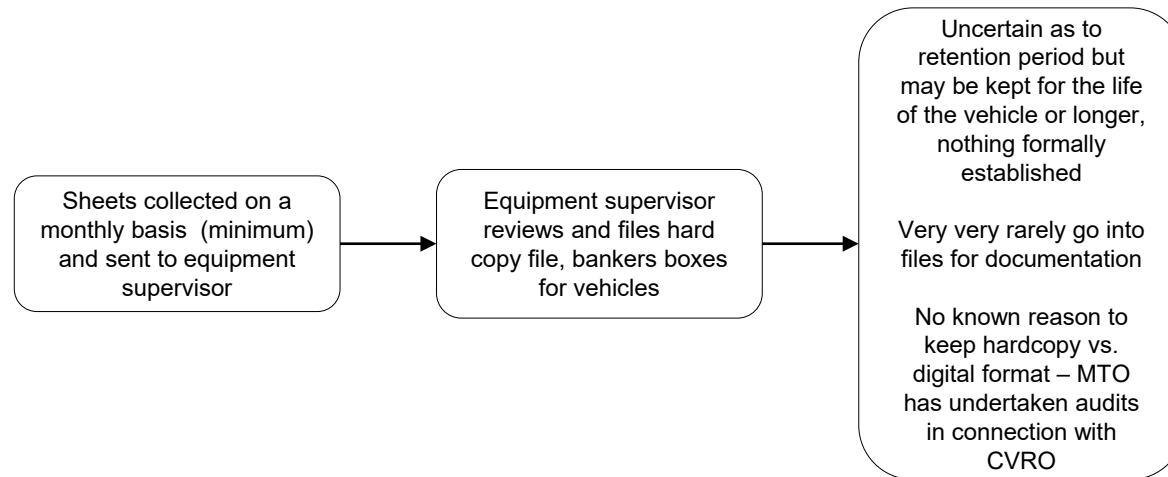 Sheets collected on a
monthly basis  (minimum)
and sent to equipment
supervisor
Equipment supervisor
reviews and files hard
copy file, bankers boxes
for vehicles
Uncertain as to
retention period but
may be kept for the life
of the vehicle or longer,
nothing formally
established
Very very rarely go into
files for documentation
No known reason to
keep hardcopy vs.
digital format – MTO
has undertaken audits
in connection with
CVRO